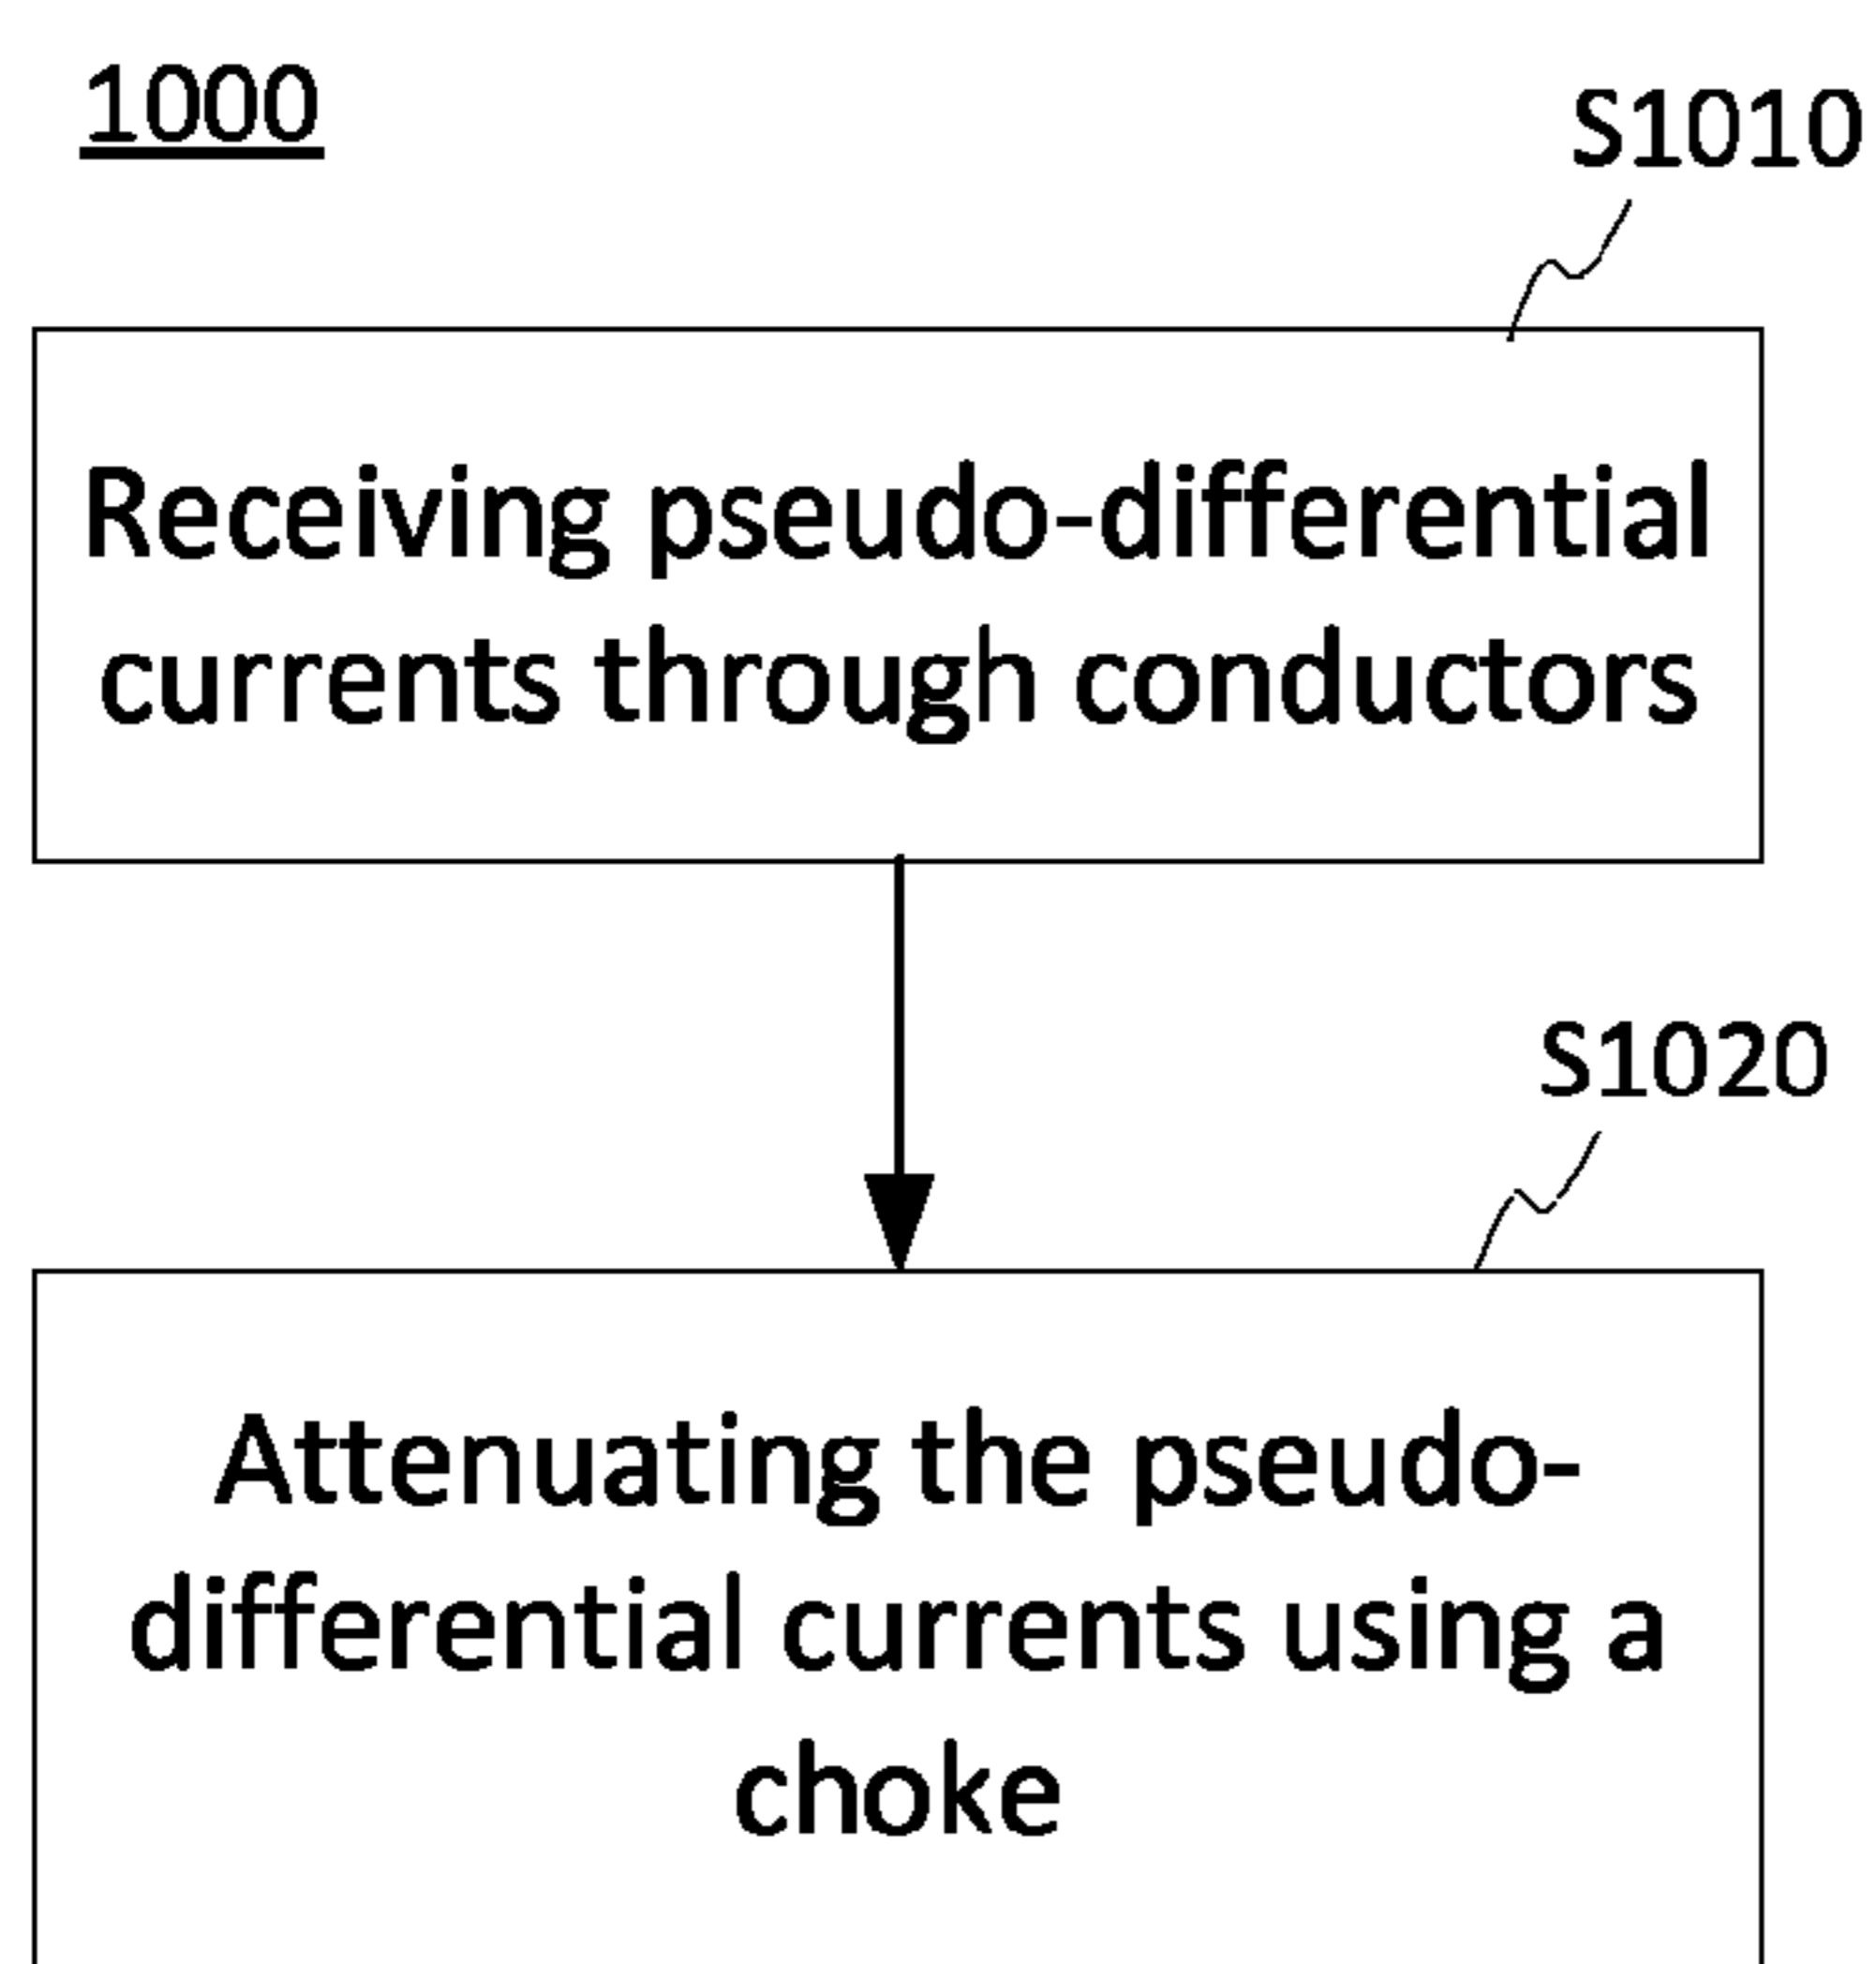 1000
S1010
Receiving pseudo-differential
currents through conductors
S1020
Attenuating the pseudo-
differential currents using a
choke